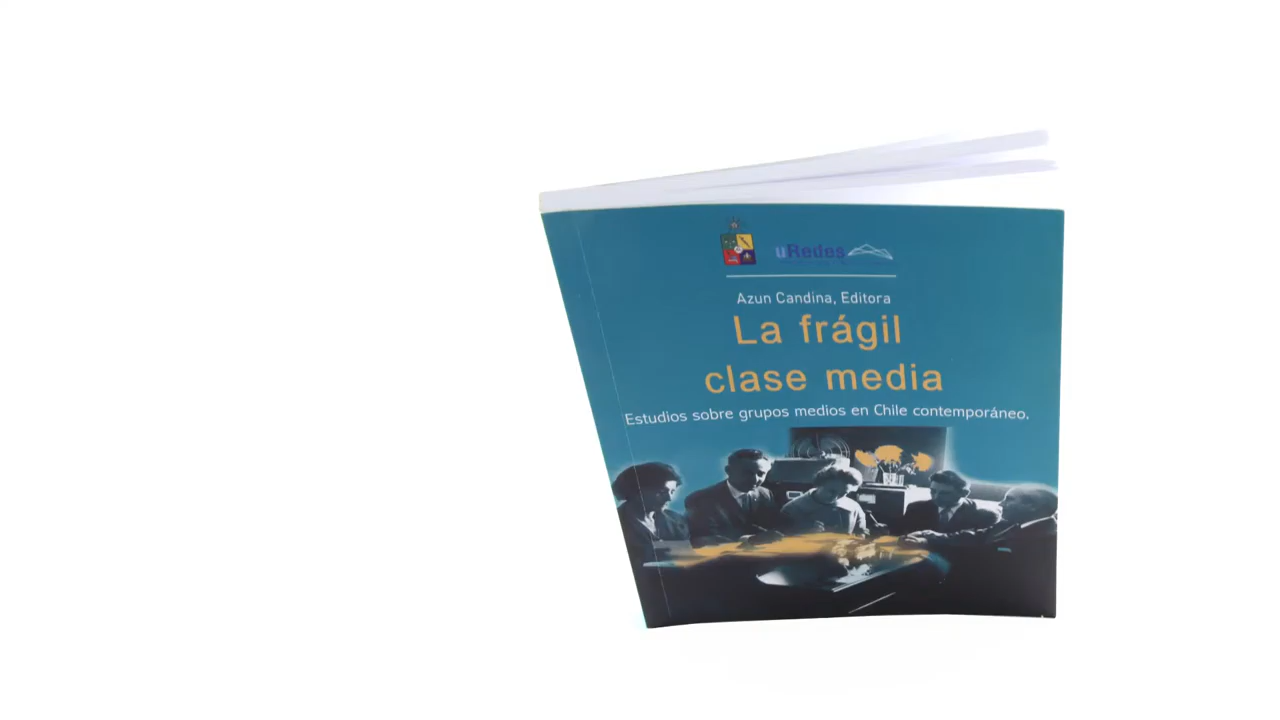 uRedes
Azun Candina, Editora
La frágil
clase media
Estudios sobre grupos medios en Chile contemporáneo.